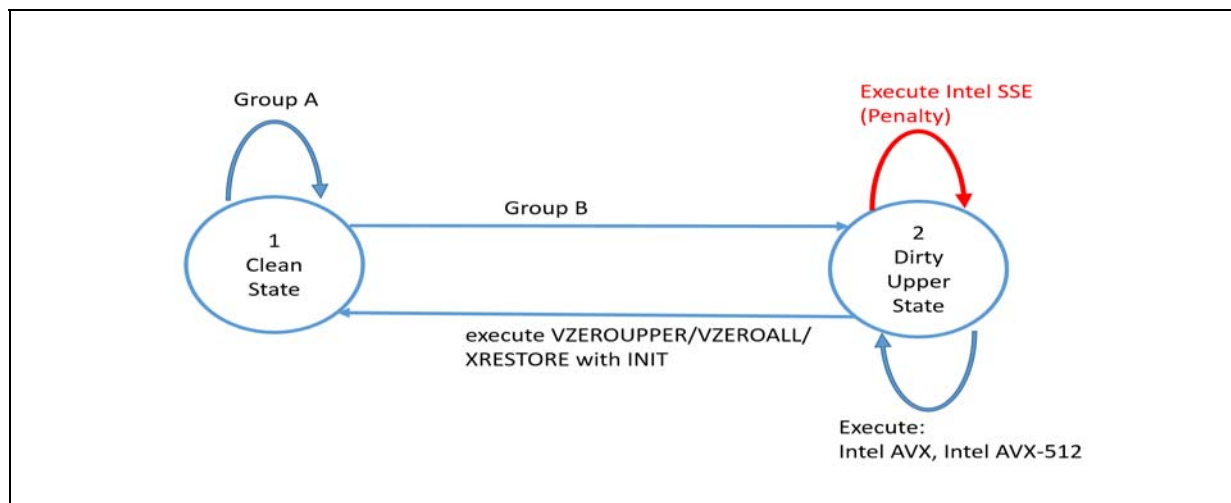 Group A
Execute Intel SSE
(Penalty)
Group B
1
Clean
State
2
Dirty
Upper
State
execute VZEROUPPER/VZEROALL/
XRESTORE with INIT
Execute:
Intel AVX, Intel AVX-512